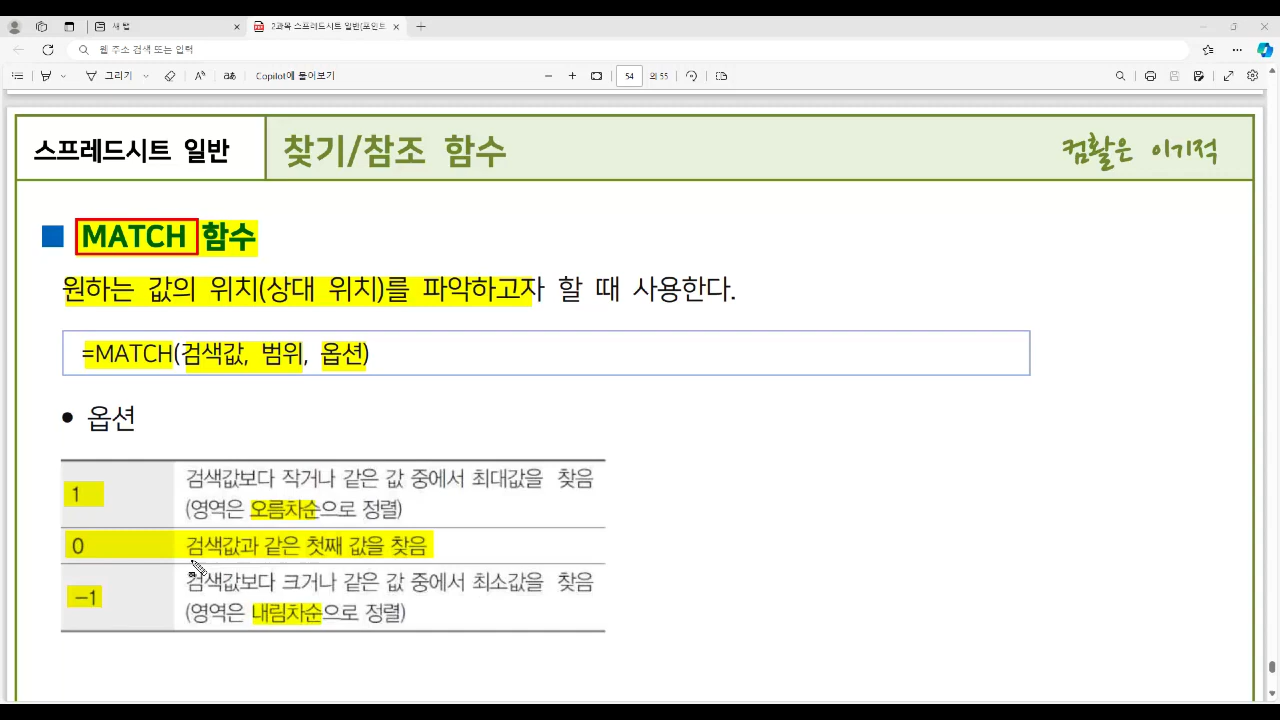 새 탭
2과목 스프레드시트 일반(포인트
웹 주소 검색 또는 입력
그리기
Copilot에 물어보기
54 의 55
스프레드시트 일반
찾기/참조 함수
컴활은 이기적
MATCH 함수
원하는 값의 위치(상대 위치)를 파악하고자 할 때 사용한다.
=MATCH(검색값, 범위, 옵션)
• 옵션
1 검색값보다 작거나 같은 값 중에서 최대값을 찾음
(영역은 오름차순으로 정렬)
0 검색값과 같은 첫째 값을 찾음
-1 검색값보다 크거나 같은 값 중에서 최소값을 찾음
(영역은 내림차순으로 정렬)